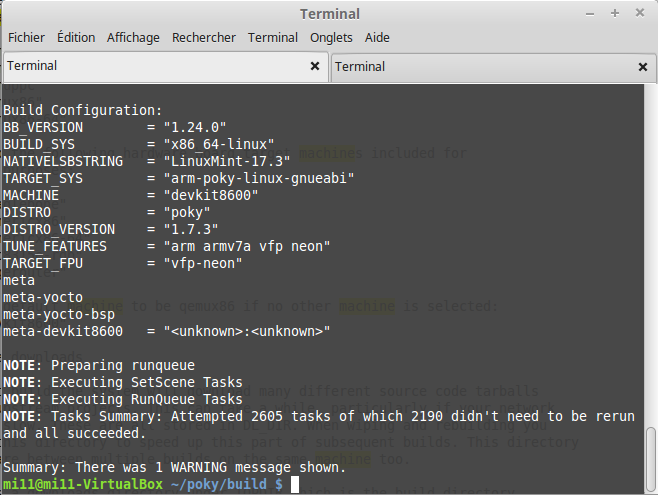 Terminal
Fichier Édition Affichage Rechercher Terminal Onglets Aide
Terminal Terminal
Build Configuration:
BB_VERSION = "1.24.0"
BUILD_SYS = "x86_64-linux"
NATIVELSBSTRING = "LinuxMint-17.3"
TARGET_SYS = "arm-poky-linux-gnueabi"
MACHINE = "devkit8600"
DISTRO = "poky"
DISTRO_VERSION = "1.7.3"
TUNE_FEATURES = "arm armv7a vfp neon"
TARGET_FPU = "vfp-neon"
meta
meta-yocto
meta-yocto-bsp
meta-devkit8600 = "<unknown>:<unknown>"
NOTE: Preparing runqueue
NOTE: Executing SetScene Tasks
NOTE: Executing RunQueue Tasks
NOTE: Tasks Summary: Attempted 2605 tasks of which 2190 didn't need to be rerun
and all succeeded.
Summary: There was 1 WARNING message shown.
mi11@mi11-VirtualBox ~/poky/build $